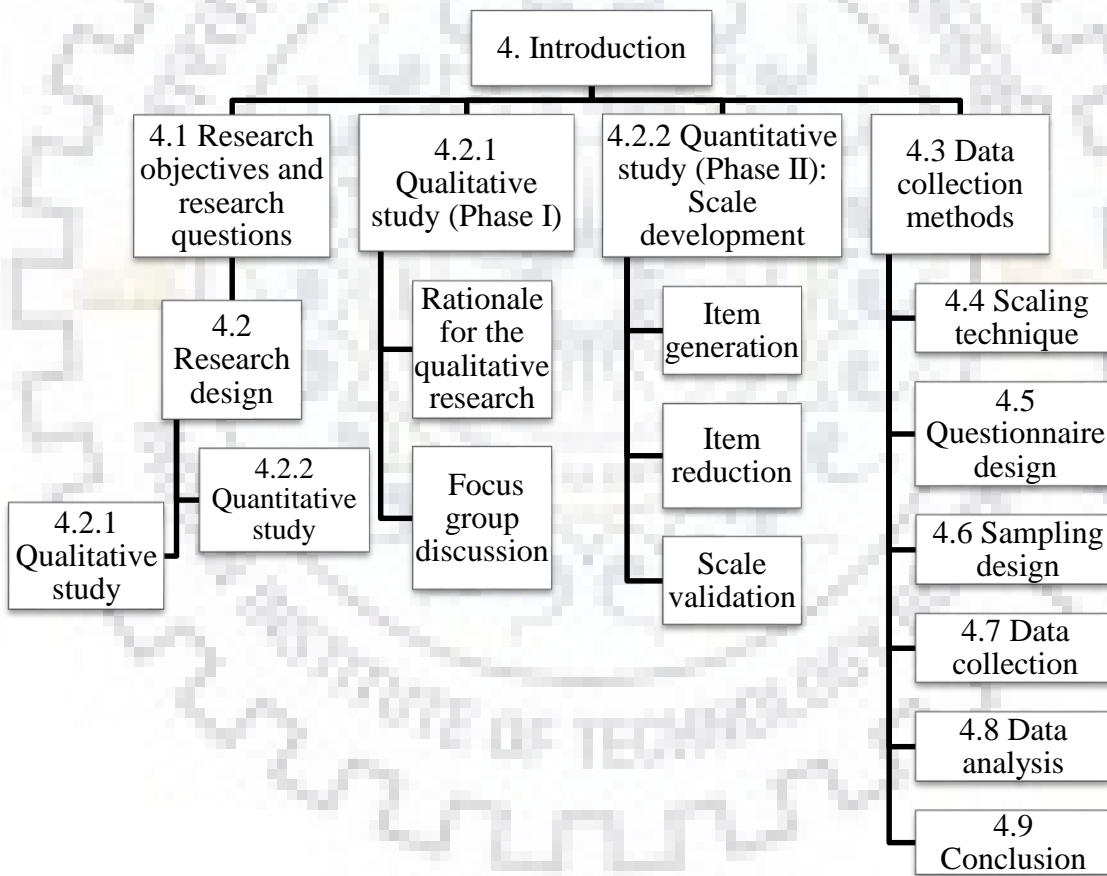 4. Introduction
4.1 Research
objectives and
research
questions
4.2
Research
design
4.2.1
Qualitative
study
4.2.2
Quantitative
study
4.2.1
Qualitative
study (Phase I)
Rationale
for the
qualitative
research
Focus
group
discussion
4.2.2 Quantitative
study (Phase II):
Scale
development
Item
generation
Item
reduction
Scale
validation
4.3 Data
collection
methods
4.4 Scaling
technique
4.5
Questionnaire
design
4.6 Sampling
design
4.7 Data
collection
4.8 Data
analysis
4.9
Conclusion
OF TECHNOLOGY